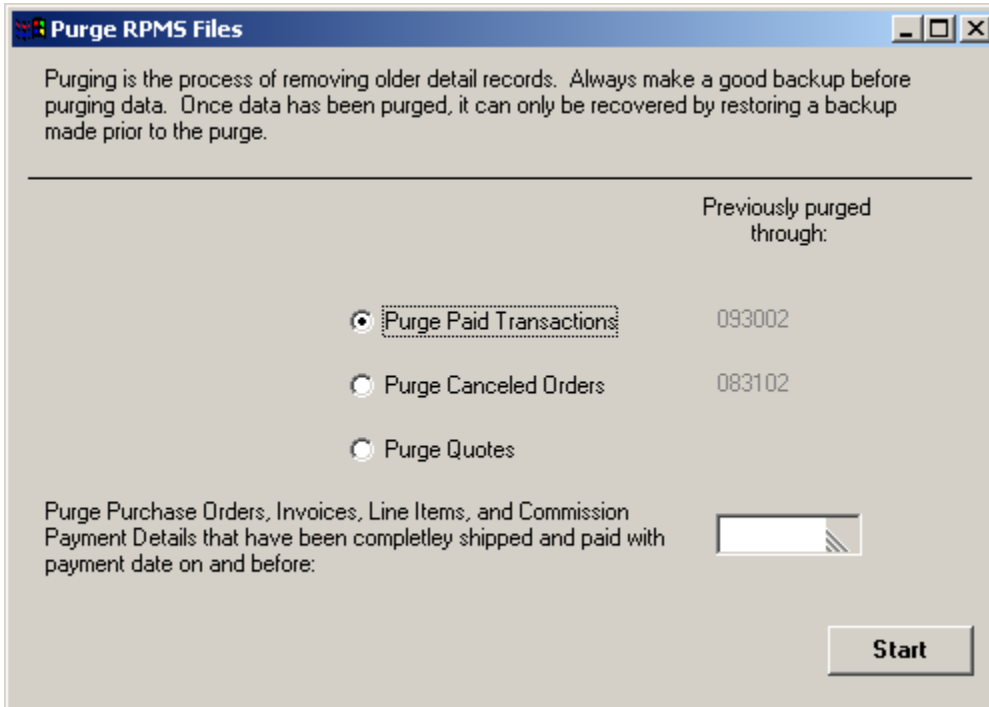 Purge RPMS Files
Purging is the process of removing older detail records.  Always make a good backup before
purging data.  Once data has been purged, it can only be recovered by restoring a backup
made prior to the purge.
Previously purged
through:
Purge Paid Transactions 093002
Purge Canceled Orders 083102
Purge Quotes
Purge Purchase Orders, Invoices, Line Items, and Commission
Payment Details that have been completley shipped and paid with
payment date on and before:
Start